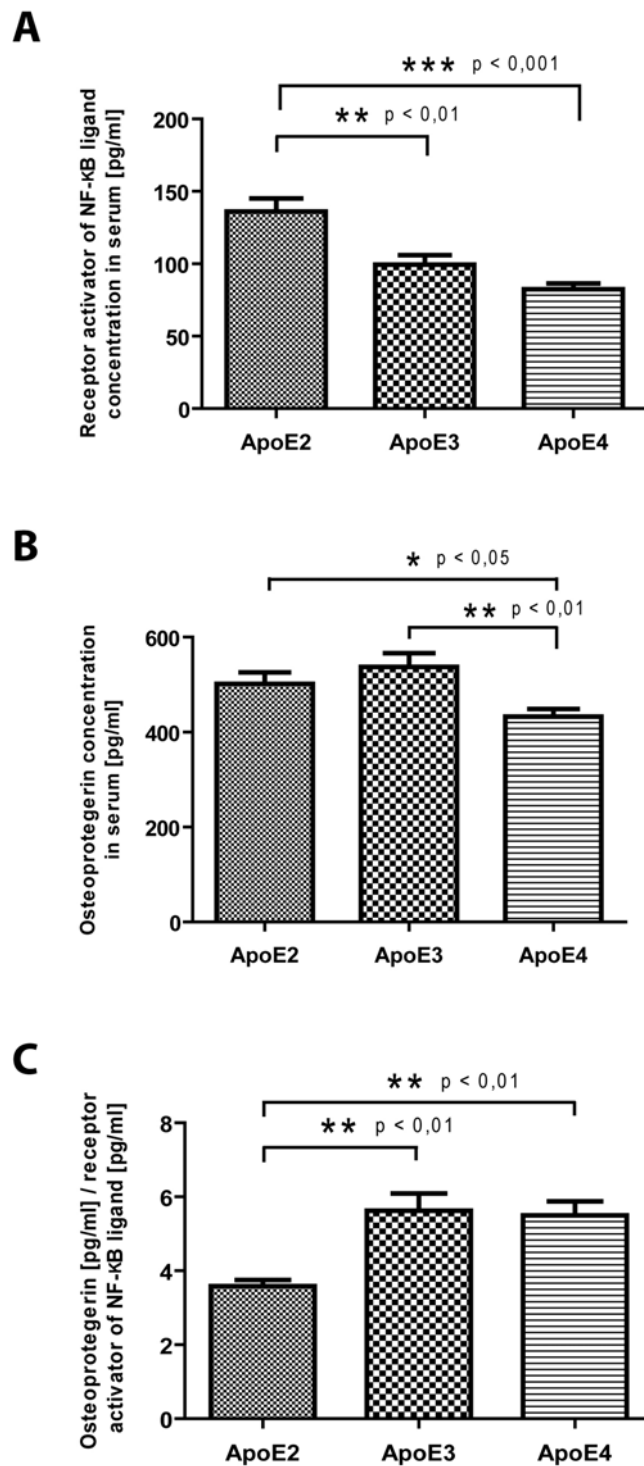 A
*** p < 0,001
** p < 0,01
Receptor activator of NF-KB ligand
concentration in serum [pg/ml]
200
150
100
50
0
ApoE2 ApoE3 ApoE4
B
* p < 0,05
** p < 0,01
Osteoprotegerin concentration
in serum [pg/ml]
600
400
200
0
ApoE2 ApoE3 ApoE4
C
** p < 0,01
** p < 0,01
Osteoprotegerin [pg/ml] / receptor
activator of NF-KB ligand [pg/ml]
8
6
4
2
0
ApoE2 ApoE3 ApoE4